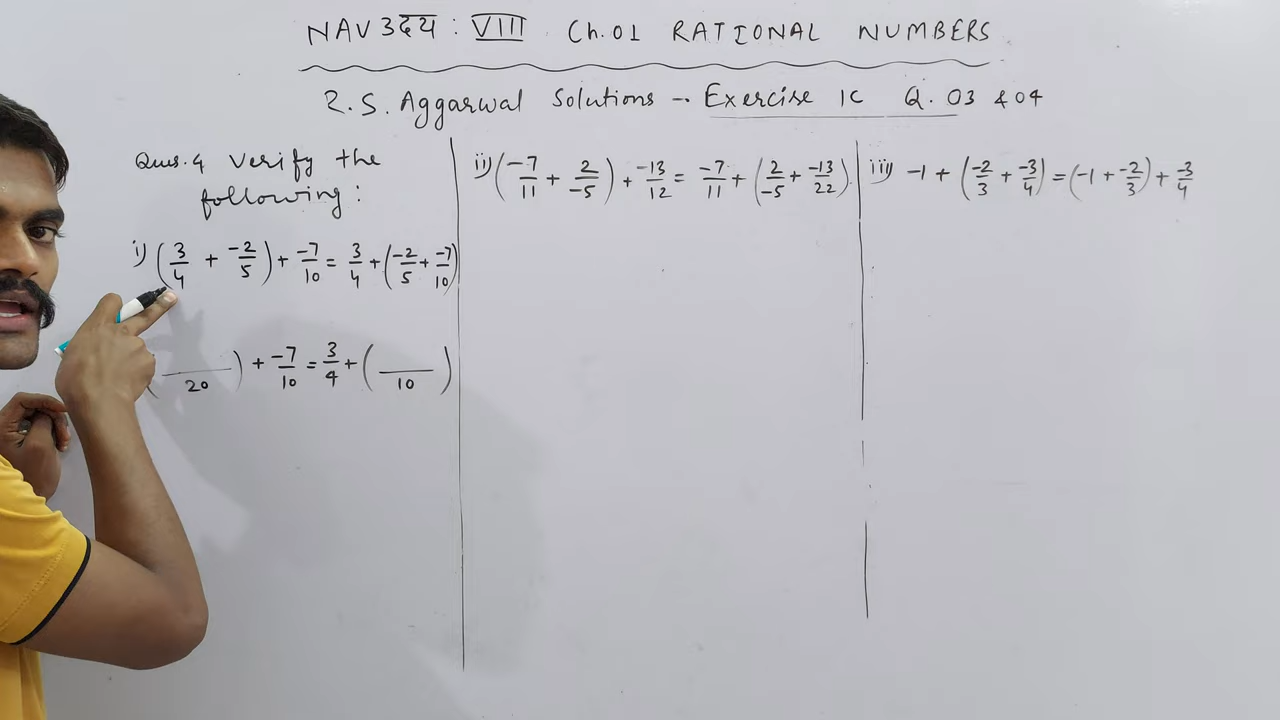 NAV उदय : VIII Ch.01 RATIONAL NUMBERS
R.S. Aggarwal Solutions -- Exercise 1C Q. 03 & 04
Ques.4 Verify the
following:
i) (3/4 + -2/5) + -7/10 = 3/4 + (-2/5 + -7/10)
( /20) + -7/10 = 3/4 + ( /10)
ii) (-7/11 + 2/-5) + -13/12 = -7/11 + (2/-5 + -13/22)
iii) -1 + (-2/3 + -3/4) = (-1 + -2/3) + -3/4